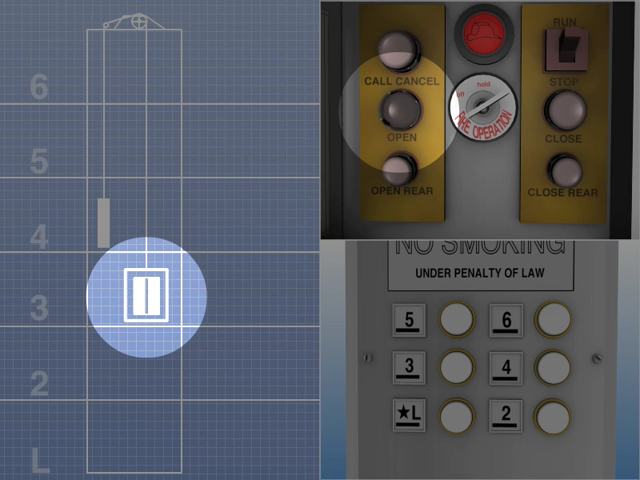 6
5
4
3
2
L
RUN
hold
off
CALL CANCEL
STOP
FIRE OPERATION
OPEN
CLOSE
OPEN REAR
CLOSE REAR
NO SMOKING
UNDER PENALTY OF LAW
5
6
3
4
★L
2